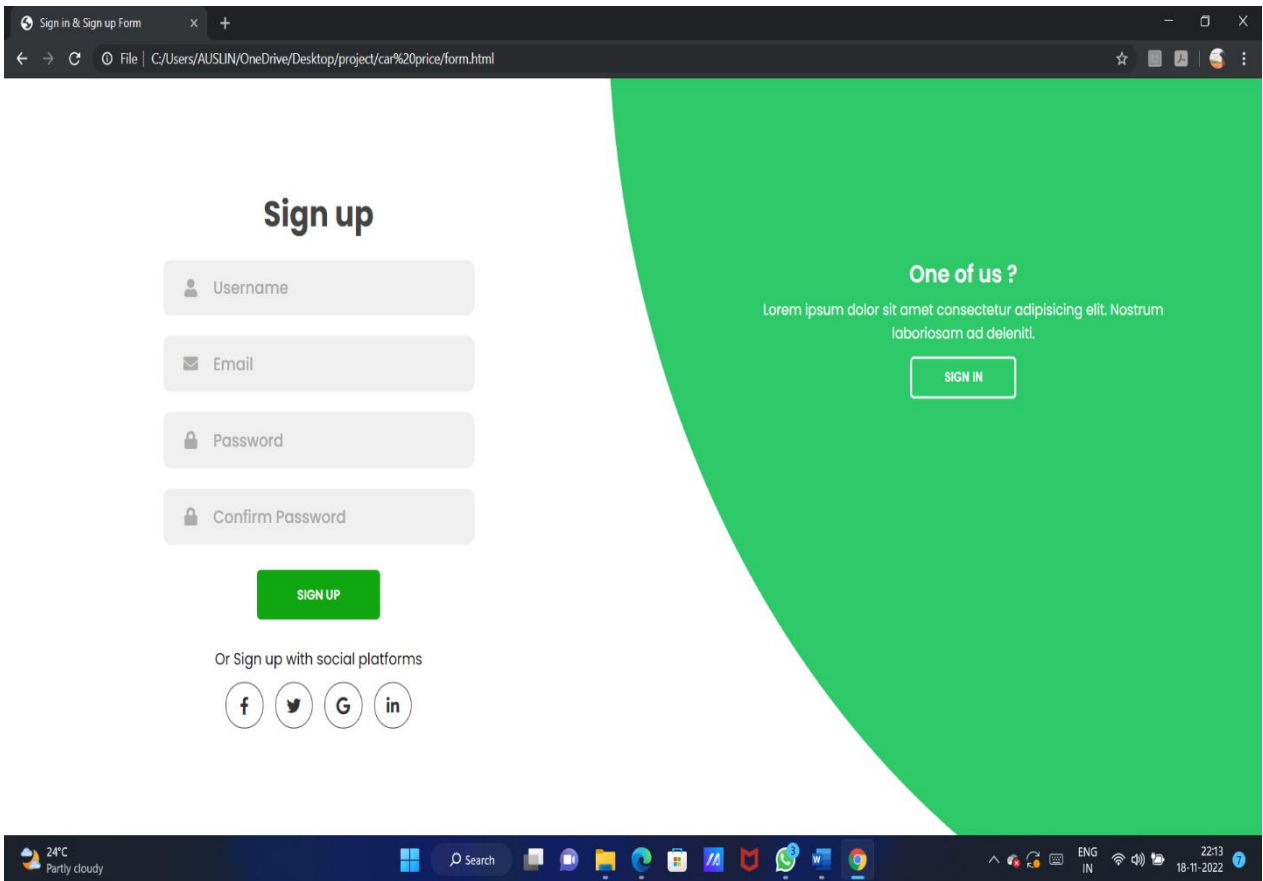 Sign in & Sign up Form
File | C:/Users/AUSLIN/OneDrive/Desktop/project/car%20price/form.html
Sign up
Username
Email
Password
Confirm Password
SIGN UP
Or Sign up with social platforms
f
G
in
One of us ?
Lorem ipsum dolor sit amet consectetur adipisicing elit. Nostrum
laboriosam ad deleniti.
SIGN IN
24°C
Partly cloudy
Search
3
W
ENG
IN
22:13
18-11-2022
7